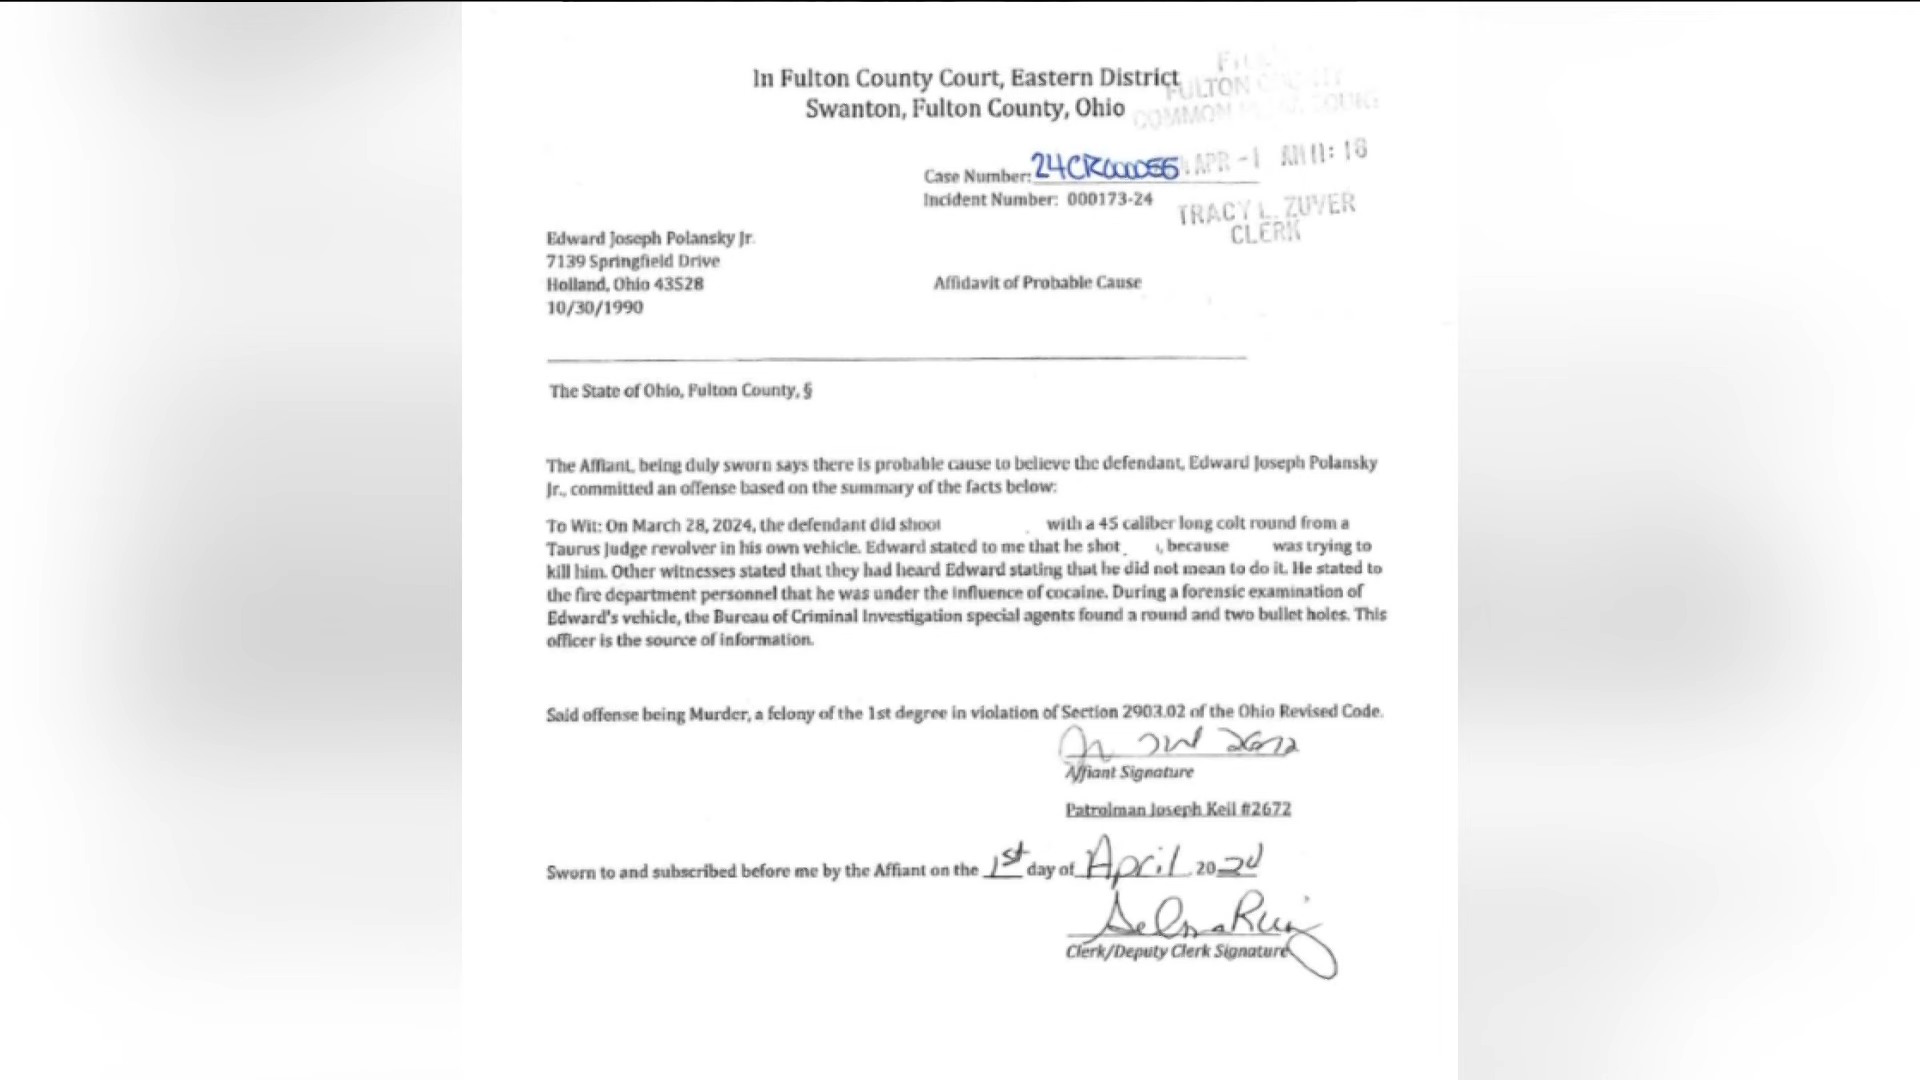 In Fulton County Court, Eastern District
Swanton, Fulton County, Ohio
FULTON
COMMON
Case Number: 24CR000055 APR -1 AM 11: 18
Incident Number: 000173-24
TRACY L. ZUVER
CLERK
Edward Joseph Polansky Jr.
7139 Springfield Drive
Holland, Ohio 43528
10/30/1990
Affidavit of Probable Cause
The State of Ohio, Fulton County, §
The Affiant, being duly sworn says there is probable cause to believe the defendant, Edward Joseph Polansky
Jr., committed an offense based on the summary of the facts below:
To Wit: On March 28, 2024, the defendant did shoot with a 45 caliber long colt round from a
Taurus Judge revolver in his own vehicle. Edward stated to me that he shot , because was trying to
kill him. Other witnesses stated that they had heard Edward stating that he did not mean to do it. He stated to
the fire department personnel that he was under the influence of cocaine. During a forensic examination of
Edward's vehicle, the Bureau of Criminal Investigation special agents found a round and two bullet holes. This
officer is the source of information.
Said offense being Murder, a felony of the 1st degree in violation of Section 2903.02 of the Ohio Revised Code.
Affiant Signature
Patrolman Joseph Keil #2672
Sworn to and subscribed before me by the Affiant on the 1st day of April 2024
Selma Ruiz
Clerk/Deputy Clerk Signature